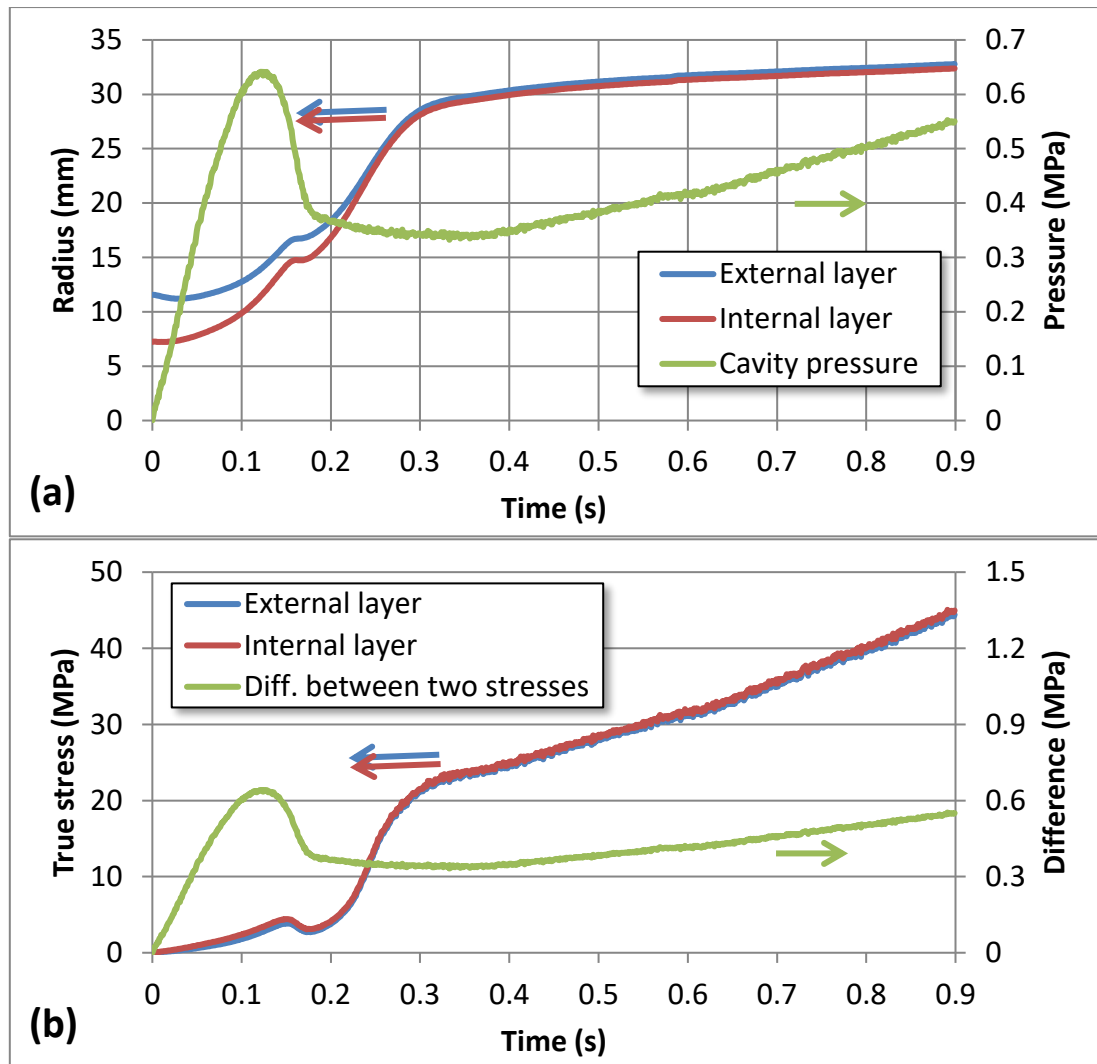 35
30
25
20
15
10
5
0
Radius (mm)
0.7
0.6
0.5
0.4
0.3
0.2
0.1
0
Pressure (MPa)
External layer
Internal layer
Cavity pressure
0 0.1 0.2 0.3 0.4 0.5 0.6 0.7 0.8 0.9
Time (s)
(a)
50
40
30
20
10
0
True stress (MPa)
1.5
1.2
0.9
0.6
0.3
0
Difference (MPa)
External layer
Internal layer
Diff. between two stresses
0 0.1 0.2 0.3 0.4 0.5 0.6 0.7 0.8 0.9
Time (s)
(b)